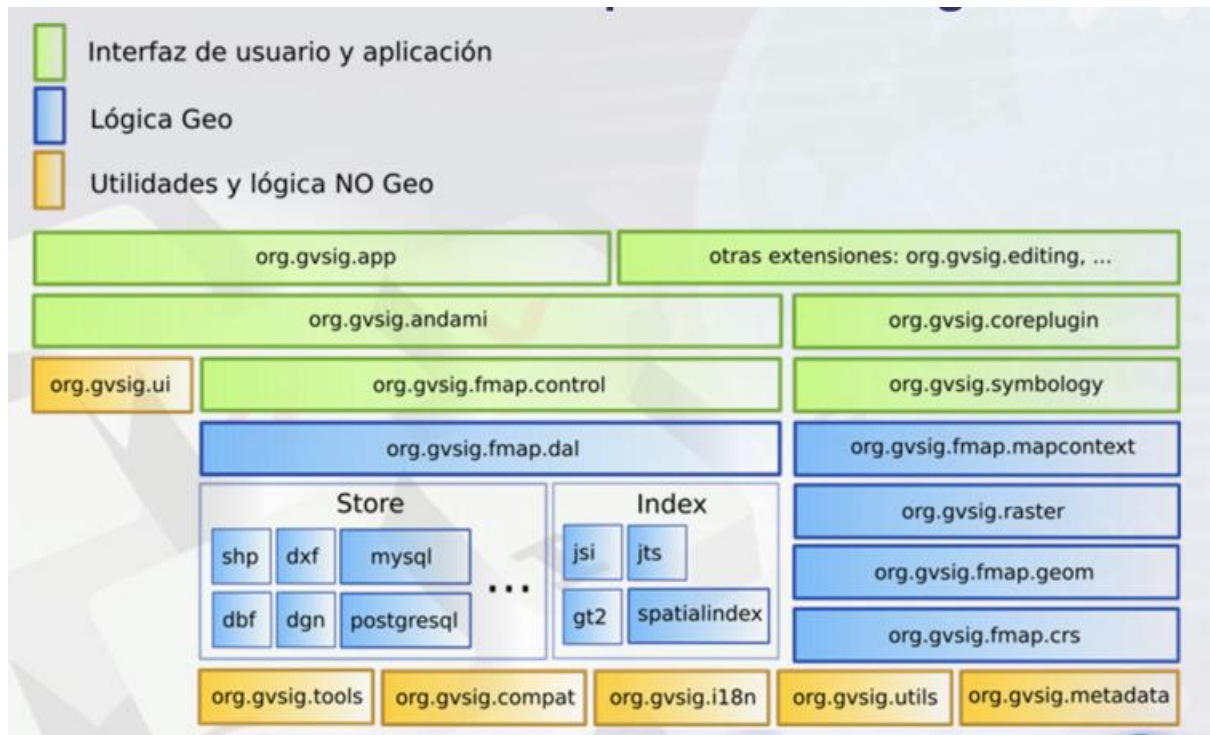 Interfaz de usuario y aplicación
Lógica Geo
Utilidades y lógica NO Geo
org.gvsig.app
otras extensiones: org.gvsig.editing, ...
org.gvsig.andami
org.gvsig.coreplugin
org.gvsig.ui
org.gvsig.fmap.control
org.gvsig.symbology
org.gvsig.fmap.dal
org.gvsig.fmap.mapcontext
Store
Index
org.gvsig.raster
shp
dxf
mysql
...
jsi
jts
org.gvsig.fmap.geom
dbf
dgn
postgresql
gt2
spatialindex
org.gvsig.fmap.crs
org.gvsig.tools
org.gvsig.compat
org.gvsig.i18n
org.gvsig.utils
org.gvsig.metadata